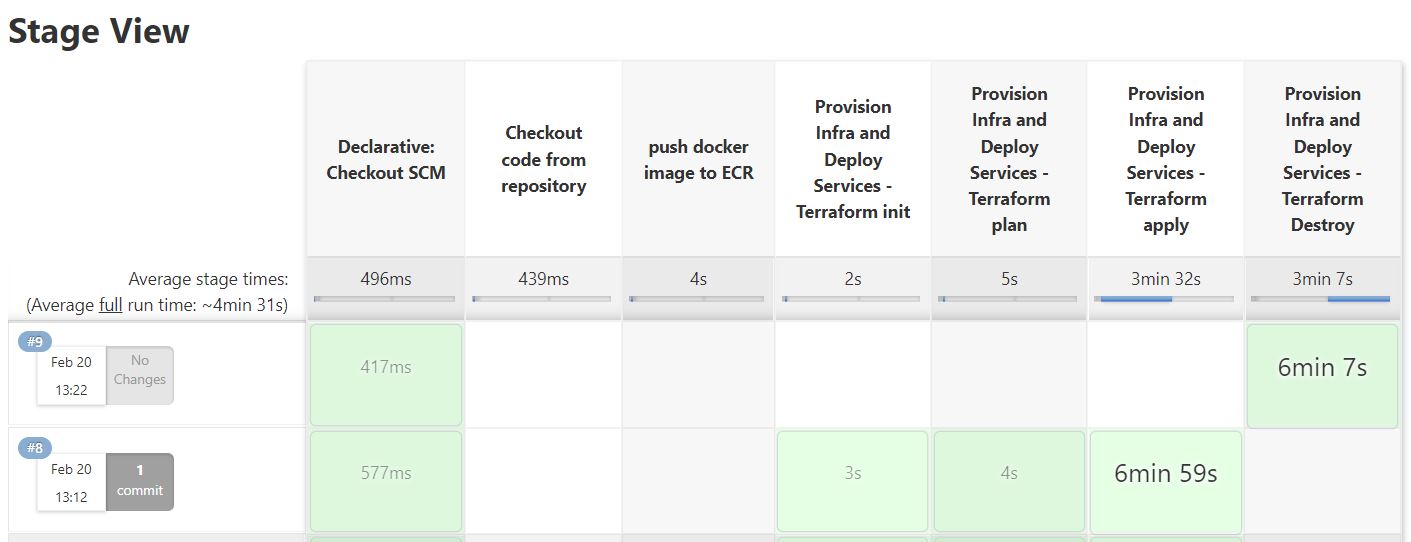 Stage View
Declarative:
Checkout SCM
Checkout
code from
repository
push docker
image to ECR
Provision
Infra and
Deploy
Services -
Terraform init
Provision
Infra and
Deploy
Services -
Terraform
plan
Provision
Infra and
Deploy
Services -
Terraform
apply
Provision
Infra and
Deploy
Services -
Terraform
Destroy
Average stage times:
(Average full run time: ~4min 31s)
496ms
439ms
4s
2s
5s
3min 32s
3min 7s
#9
Feb 20
13:22
No
Changes
417ms
6min 7s
#8
Feb 20
13:12
1
commit
577ms
3s
4s
6min 59s